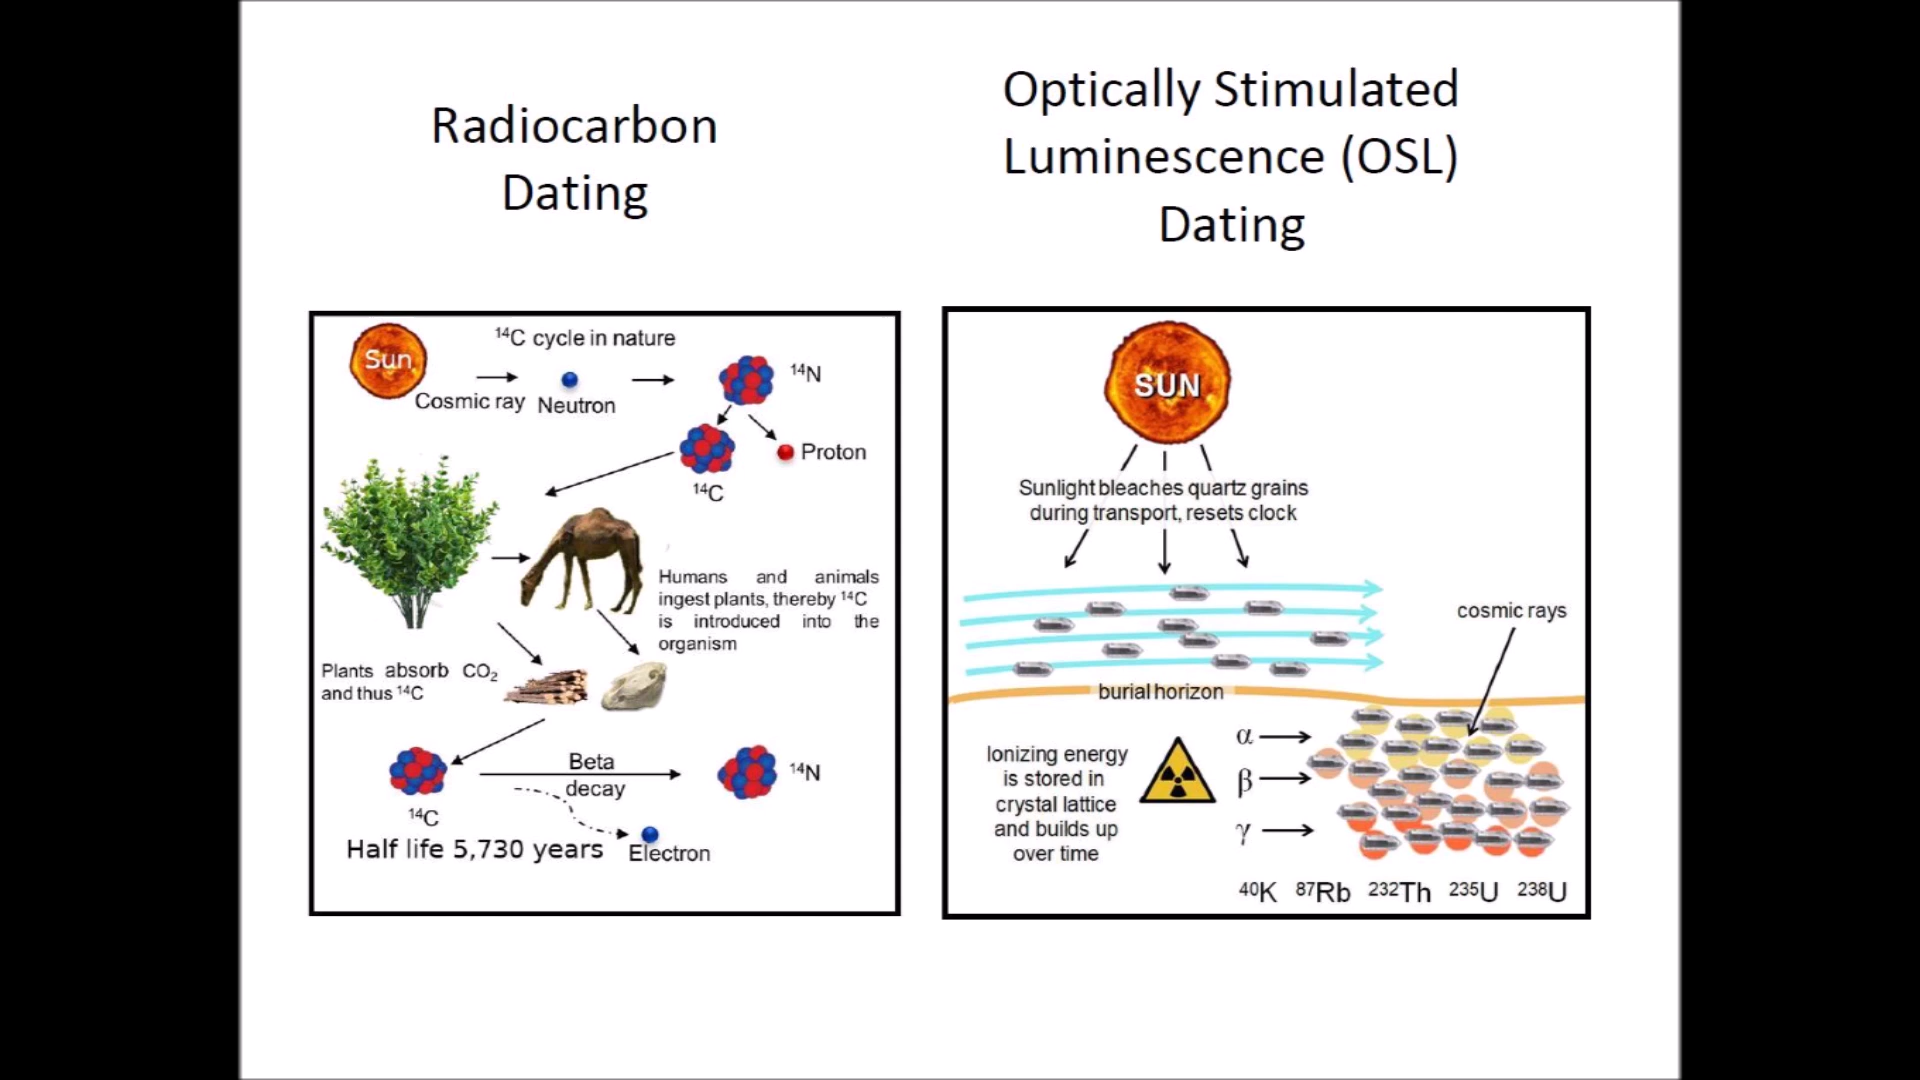 Radiocarbon
Dating
Optically Stimulated
Luminescence (OSL)
Dating
Sun
¹⁴C cycle in nature
Cosmic ray
Neutron
¹⁴N
Proton
¹⁴C
Humans and animals
ingest plants, thereby ¹⁴C
is introduced into the
organism
Plants absorb CO₂
and thus ¹⁴C
¹⁴C
Beta
decay
¹⁴N
Half life 5,730 years
Electron
SUN
Sunlight bleaches quartz grains
during transport, resets clock
cosmic rays
burial horizon
Ionizing energy
is stored in
crystal lattice
and builds up
over time
α
β
γ
⁴⁰K ⁸⁷Rb ²³²Th ²³⁵U ²³⁸U